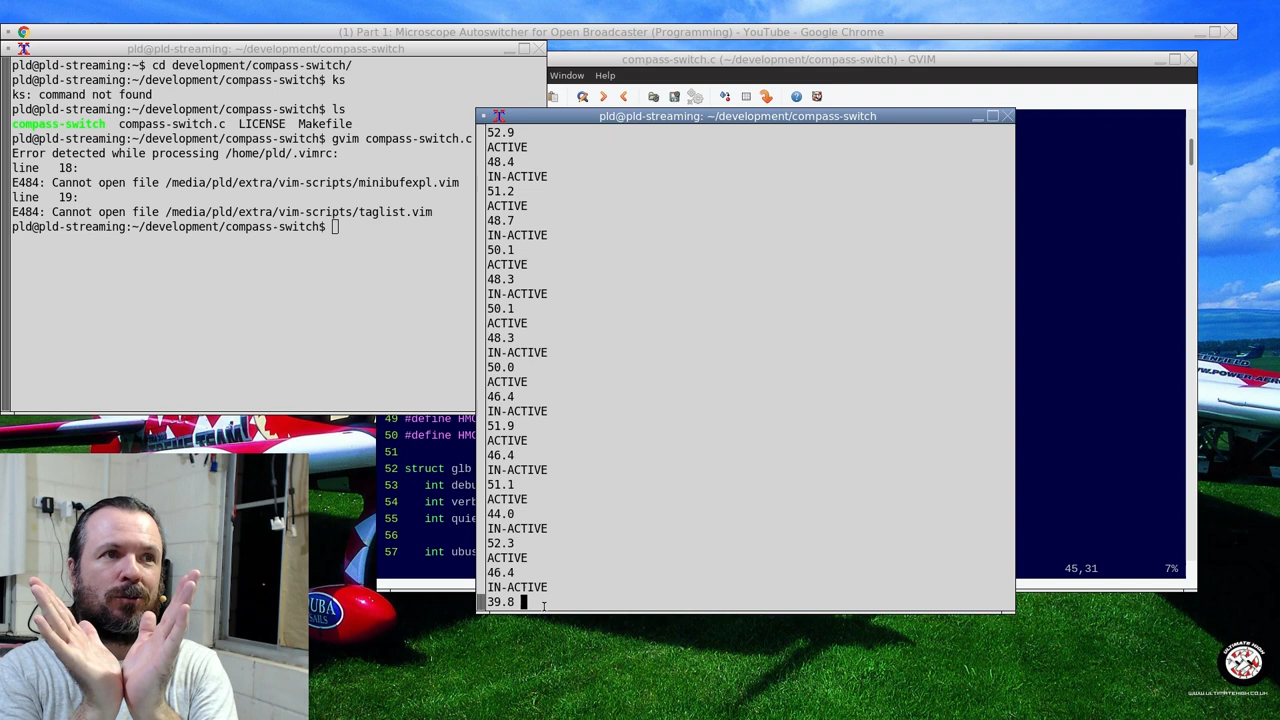 (1) Part 1: Microscope Autoswitcher for Open Broadcaster (Programming) - YouTube - Google Chrome
pld@pld-streaming: ~/development/compass-switch
pld@pld-streaming:~$ cd development/compass-switch/
pld@pld-streaming:~/development/compass-switch$ ks
ks: command not found
pld@pld-streaming:~/development/compass-switch$ ls
compass-switch  compass-switch.c  LICENSE  Makefile
pld@pld-streaming:~/development/compass-switch$ gvim compass-switch.c
Error detected while processing /home/pld/.vimrc:
line   18:
E484: Cannot open file /media/pld/extra/vim-scripts/minibufexpl.vim
line   19:
E484: Cannot open file /media/pld/extra/vim-scripts/taglist.vim
pld@pld-streaming:~/development/compass-switch$
compass-switch.c (~/development/compass-switch) - GVIM
Window Help
pld@pld-streaming: ~/development/compass-switch
52.9
ACTIVE
48.4
IN-ACTIVE
51.2
ACTIVE
48.7
IN-ACTIVE
50.1
ACTIVE
48.3
IN-ACTIVE
50.1
ACTIVE
48.3
IN-ACTIVE
50.0
ACTIVE
46.4
IN-ACTIVE
51.9
ACTIVE
46.4
IN-ACTIVE
51.1
ACTIVE
44.0
IN-ACTIVE
52.3
ACTIVE
46.4
IN-ACTIVE
39.8
49 #define HMC
50 #define HMC
51
52 struct glb
53 int debu
54 int verb
55 int quie
56
57 int ubus
45,31 7%
WWW.ULTIMATEHIGH.CO.UK